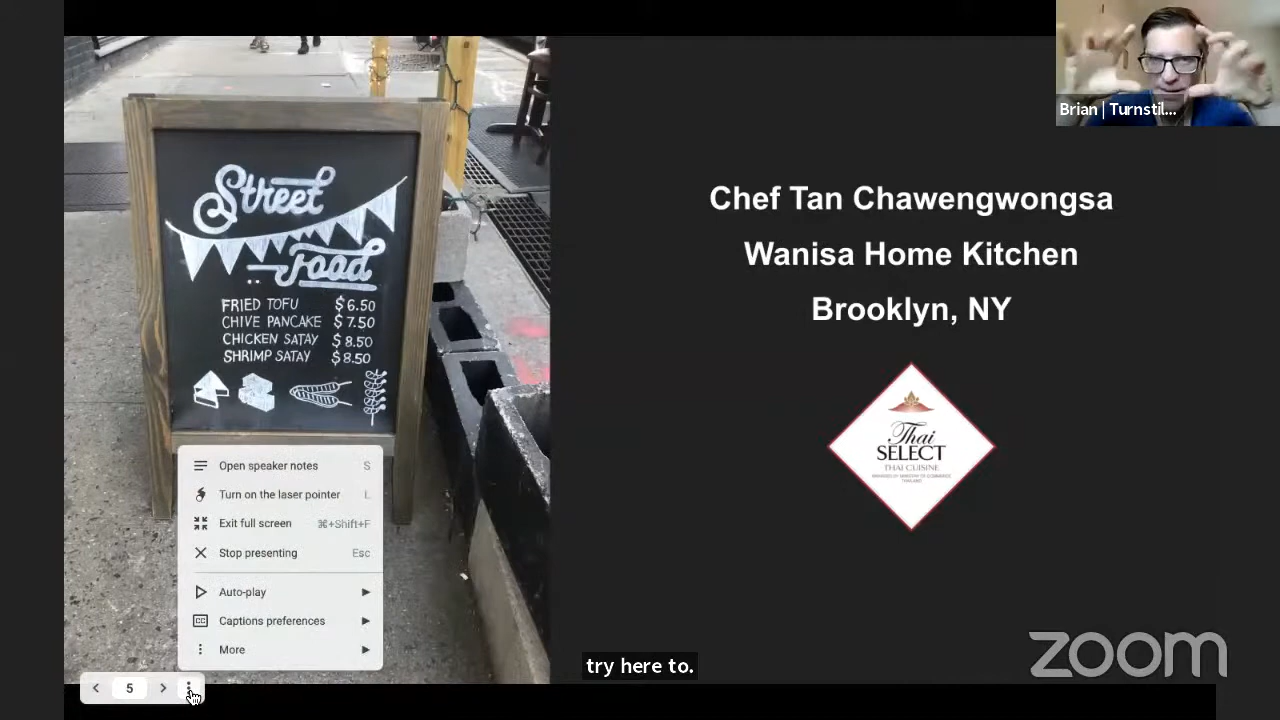 Brian | Turnstil...
Street
Food
FRIED TOFU $6.50
CHIVE PANCAKE $7.50
CHICKEN SATAY $8.50
SHRIMP SATAY $8.50
Chef Tan Chawengwongsa
Wanisa Home Kitchen
Brooklyn, NY
Thai
SELECT
THAI CUISINE
Open speaker notes S
Turn on the laser pointer L
Exit full screen ⌘+Shift+F
Stop presenting Esc
Auto-play
CC Captions preferences
More
5
try here to.
zoom